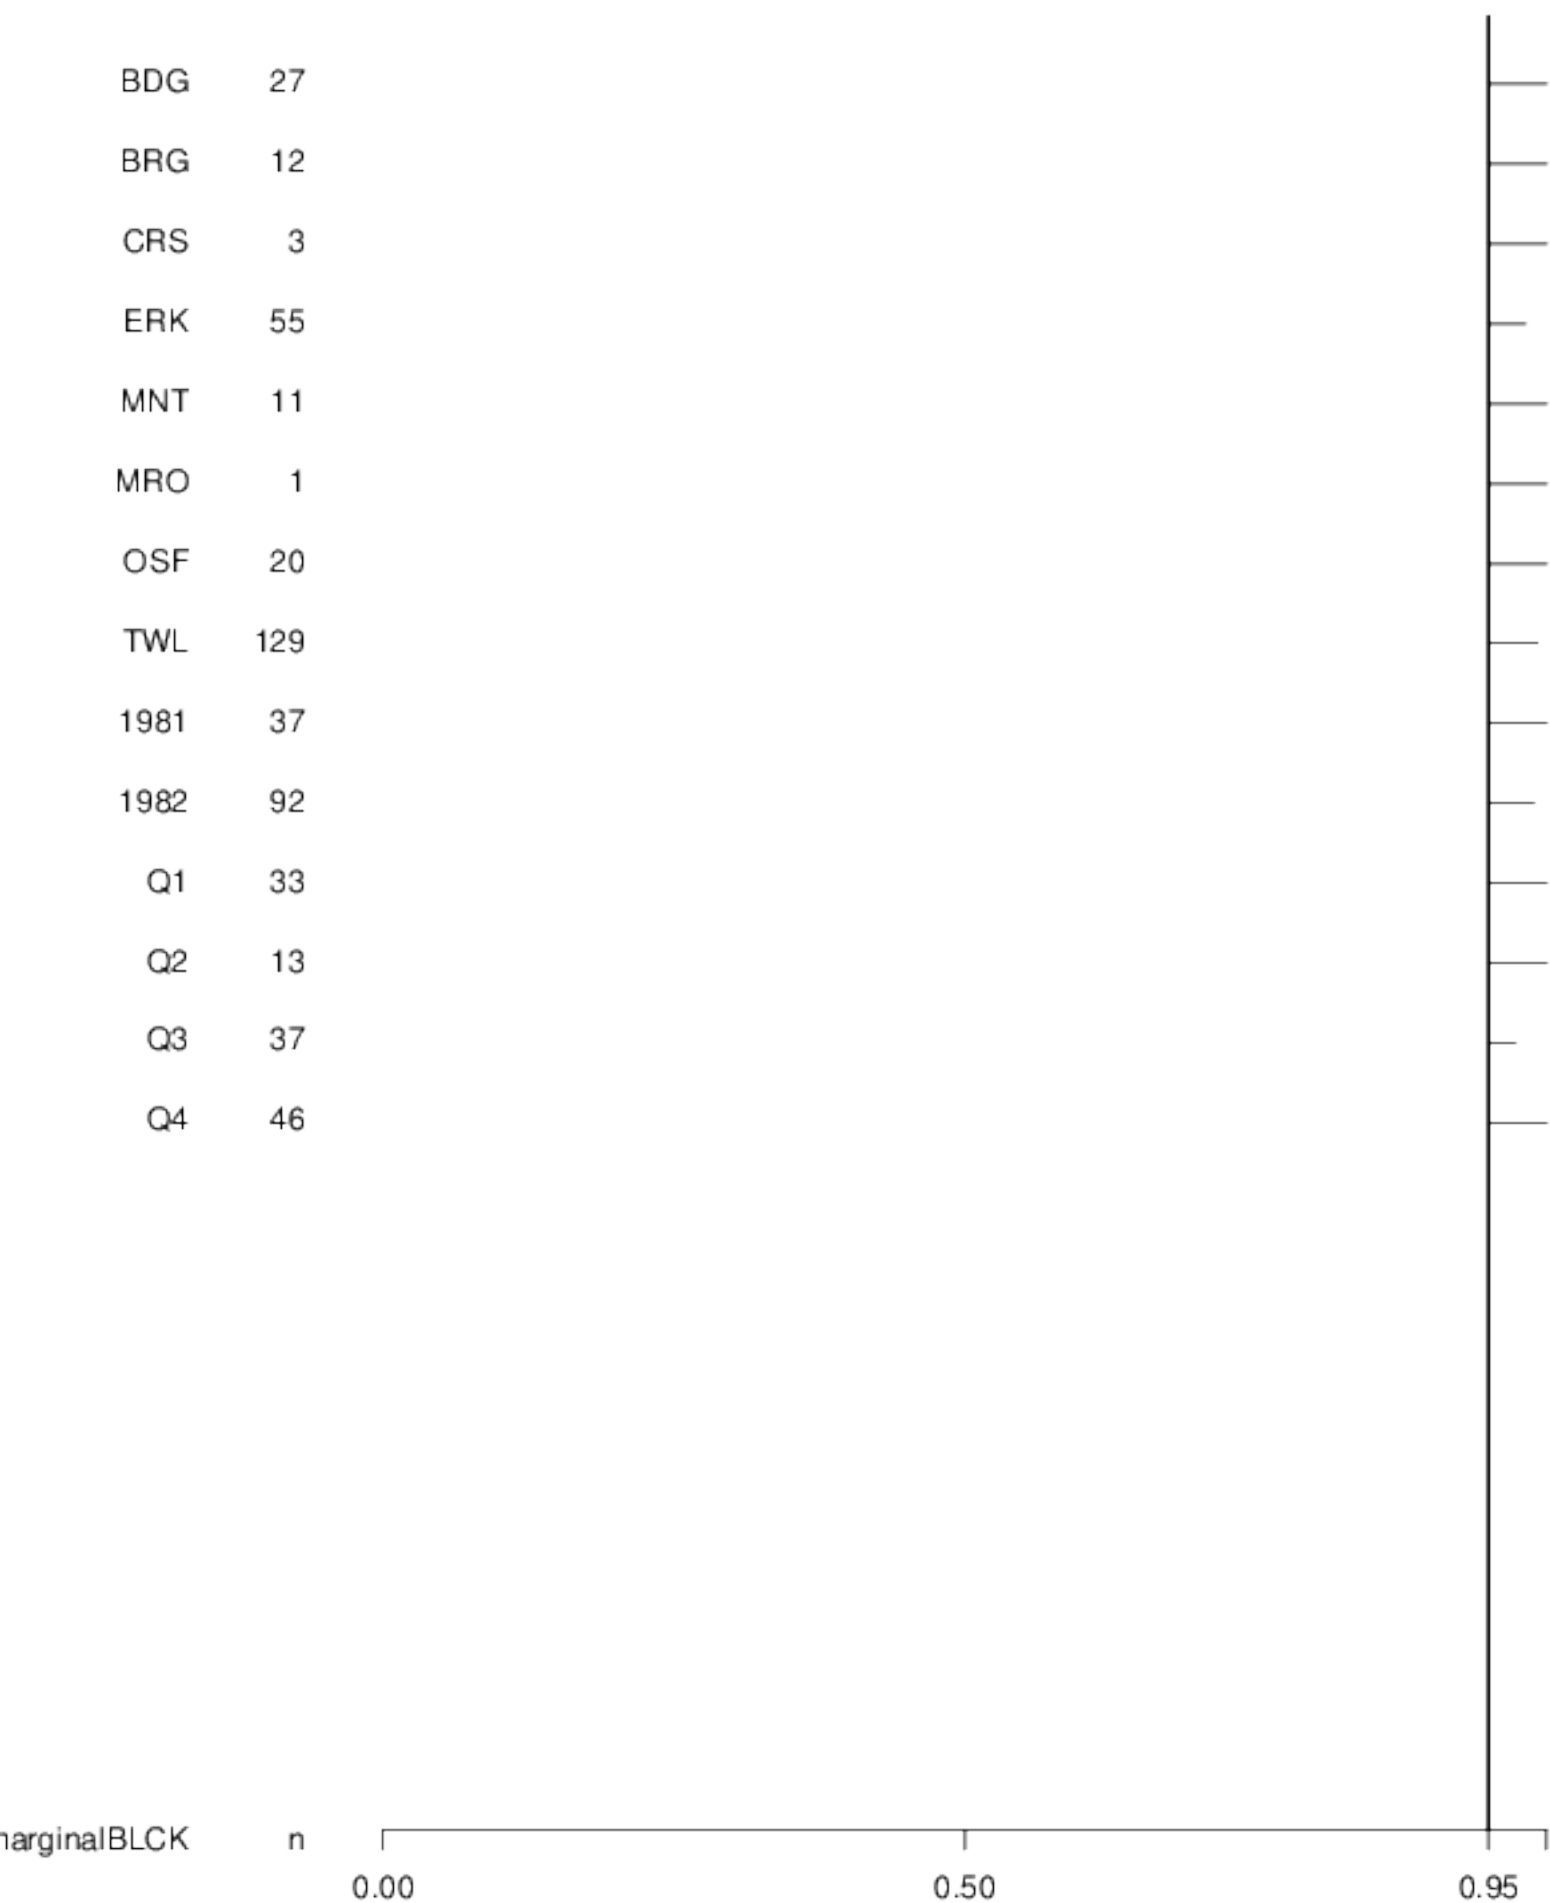 BDG 27
BRG 12
CRS 3
ERK 55
MNT 11
MRO 1
OSF 20
TWL 129
1981 37
1982 92
Q1 33
Q2 13
Q3 37
Q4 46
marginalBLCK n
0.00 0.50 0.95